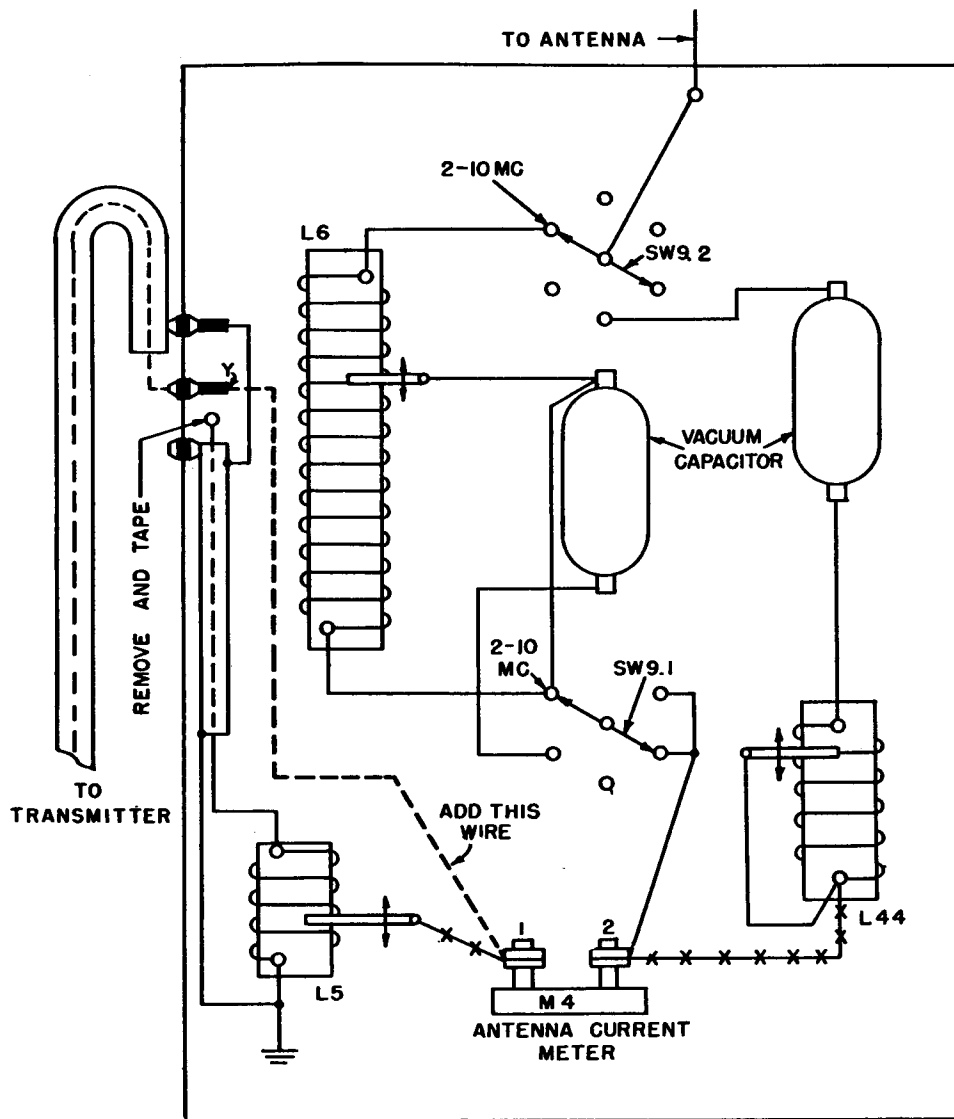 TO ANTENNA
2-10 MC
SW9.2
L6
Y
VACUUM
CAPACITOR
REMOVE AND TAPE
2-10
MC
SW9.1
TO
TRANSMITTER
ADD THIS
WIRE
L44
1
2
L5
M4
ANTENNA CURRENT
METER